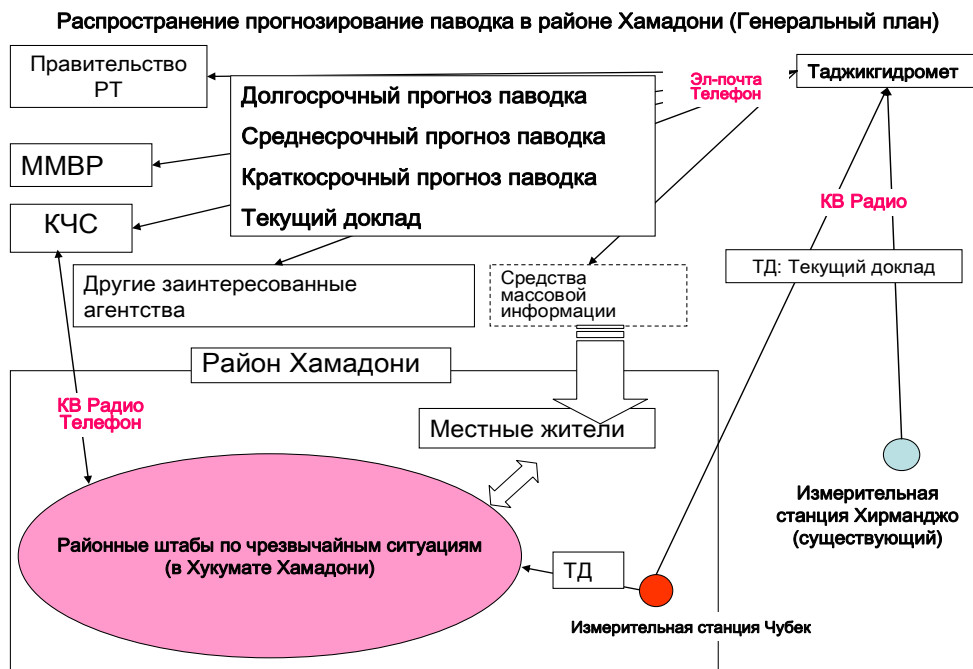 Распространение прогнозирование паводка в районе Хамадони (Генеральный план)
Правительство
РТ
Эл-почта
Телефон
Таджикгидромет
Долгосрочный прогноз паводка
Среднесрочный прогноз паводка
Краткосрочный прогноз паводка
Текущий доклад
ММВР
КЧС
КВ Радио
ТД: Текущий доклад
Другие заинтересованные
агентства
Средства
массовой
информации
Район Хамадони
КВ Радио
Телефон
Местные жители
Измерительная
станция Хирманджо
(существующий)
Районные штабы по чрезвычайным ситуациям
(в Хукумате Хамадони)
ТД
Измерительная станция Чубек